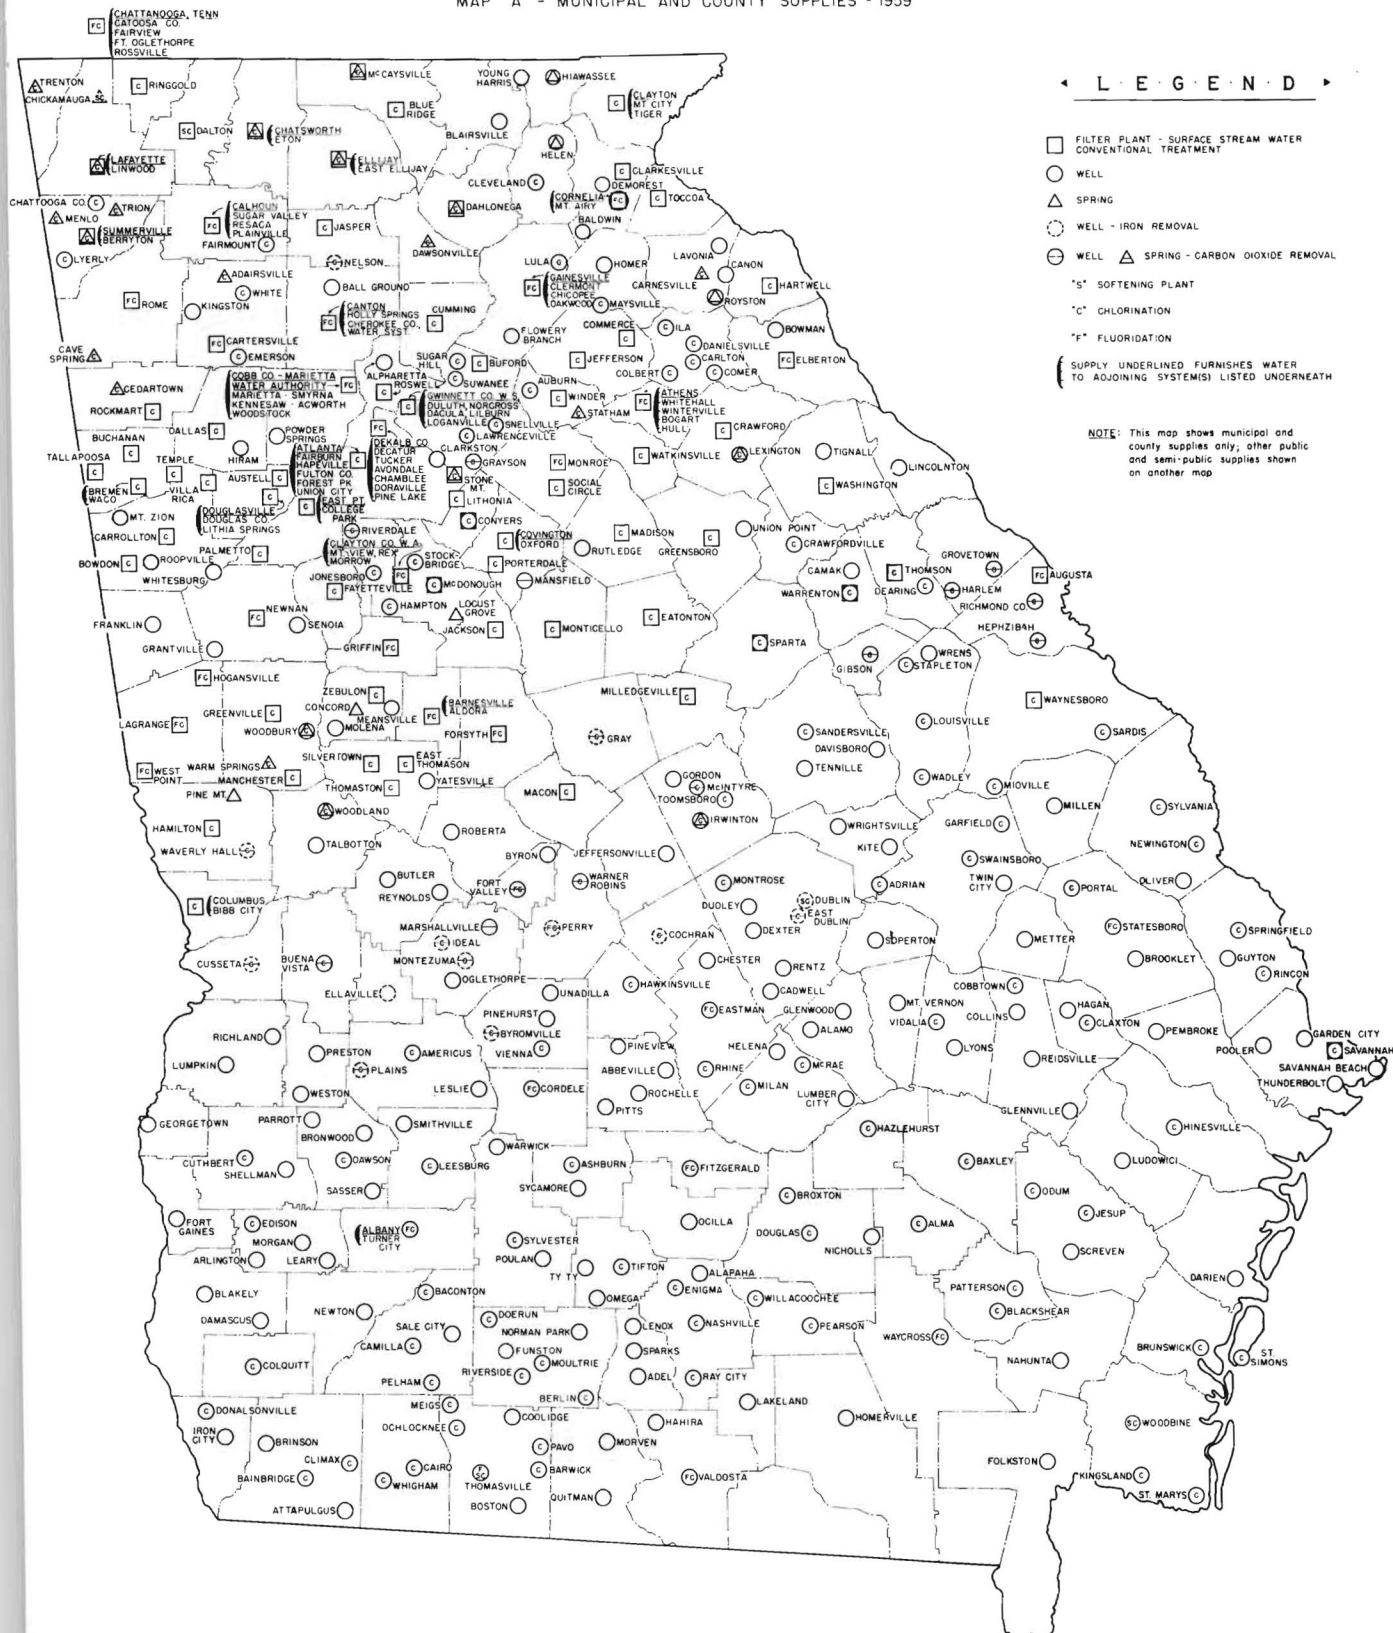 MAP "A" - MUNICIPAL AND COUNTY SUPPLIES - 1959
CHATTANOOGA, TENN
CATOOSA CO.
FAIRVIEW
FT. OGLETHORPE
ROSSVILLE
L·E·G·E·N·D
FILTER PLANT - SURFACE STREAM WATER
CONVENTIONAL TREATMENT
WELL
SPRING
WELL - IRON REMOVAL
WELL SPRING - CARBON DIOXIDE REMOVAL
"S" SOFTENING PLANT
"C" CHLORINATION
"F" FLUORIDATION
SUPPLY UNDERLINED FURNISHES WATER
TO ADJOINING SYSTEM(S) LISTED UNDERNEATH
NOTE: This map shows municipal and
county supplies only; other public
and semi-public supplies shown
on another map
TRENTON
CHICKAMAUGA
RINGGOLD
McCAYSVILLE
YOUNG
HARRIS
HIAWASSEE
BLUE
RIDGE
CLAYTON
MT CITY
TIGER
DALTON
CHATSWORTH
ETON
BLAIRSVILLE
HELEN
LAFAYETTE
LINWOOD
ELLIJAY
EAST ELLIJAY
CLEVELAND
CLARKESVILLE
DEMOREST
CHATTOOGA CO.
TRION
MENLO
SUMMERVILLE
BERRYTON
LYERLY
CALHOUN
SUGAR VALLEY
RESACA
PLAINVILLE
FAIRMOUNT
JASPER
DAHLONEGA
CORNELIA
MT. AIRY
TOCCOA
BALDWIN
DAWSONVILLE
NELSON
LULA
HOMER
LAVONIA
CANON
CARNESVILLE
ROYSTON
HARTWELL
ADAIRSVILLE
WHITE
BALL GROUND
GAINESVILLE
CLERMONT
CHICOPEE
OAKWOOD
MAYSVILLE
ROME
KINGSTON
CANTON
HOLLY SPRINGS
CHEROKEE CO.,
WATER, SYST.
CUMMING
FLOWERY
BRANCH
COMMERCE
ILA
BOWMAN
CARTERSVILLE
EMERSON
CAVE
SPRING
SUGAR
HILL
BUFORD
JEFFERSON
DANIELSVILLE
CARLTON
COLBERT
COMER
ELBERTON
CEDARTOWN
COBB CO - MARIETTA
WATER AUTHORITY
MARIETTA - SMYRNA
KENNESAW - ACWORTH
WOODSTOCK
ALPHARETTA
ROSWELL
SUWANEE
AUBURN
WINDER
ROCKMART
GWINNETT CO. W. S.
DULUTH, NORCROSS
DACULA, LILBURN
LOGANVILLE
SNELLVILLE
LAWRENCEVILLE
STATHAM
ATHENS
WHITEHALL
WINTERVILLE
BOGART
HULL
CRAWFORD
DALLAS
POWDER
SPRINGS
HIRAM
BUCHANAN
TALLAPOOSA
TEMPLE
VILLA
RICA
AUSTELL
BREMEN
WACO
ATLANTA
FAIRBURN
HAPEVILLE
FULTON CO.
FOREST PK
UNION CITY
DEKALB CO.
DECATUR
TUCKER
AVONDALE
CHAMBLEE
DORAVILLE
PINE LAKE
CLARKSTON
GRAYSON
STONE
MT.
LITHONIA
MONROE
SOCIAL
CIRCLE
WATKINSVILLE
LEXINGTON
TIGNALL
LINCOLNTON
WASHINGTON
MT. ZION
CARROLLTON
DOUGLASVILLE
DOUGLAS CO.
LITHIA SPRINGS
EAST PT.
COLLEGE
PARK
RIVERDALE
CONYERS
COVINGTON
OXFORD
MADISON
GREENSBORO
UNION POINT
CRAWFORDVILLE
RUTLEDGE
BOWDON
ROOPVILLE
PALMETTO
WHITESBURG
CLAYTON CO. W. A.
MT. VIEW, REX
MORROW
JONESBORO
STOCK-
BRIDGE
FAYETTEVILLE
PORTERDALE
McDONOUGH
MANSFIELD
GROVETOWN
CAMAK
THOMSON
AUGUSTA
WARRENTON
DEARING
HARLEM
RICHMOND CO.
FRANKLIN
NEWNAN
SENOIA
HAMPTON
LOCUST
GROVE
JACKSON
MONTICELLO
EATONTON
HEPHZIBAH
SPARTA
GRANTVILLE
GRIFFIN
GIBSON
WRENS
STAPLETON
HOGANSVILLE
ZEBULON
CONCORD
MEANSVILLE
MOLENA
BARNESVILLE
ALDORA
FORSYTH
MILLEDGEVILLE
WAYNESBORO
LAGRANGE
GREENVILLE
WOODBURY
GRAY
SANDERSVILLE
DAVISBORO
TENNILLE
LOUISVILLE
SARDIS
WEST
POINT
WARM SPRINGS
MANCHESTER
SILVERTOWN
EAST
THOMASON
THOMASTON
YATESVILLE
MACON
GORDON
McINTYRE
TOOMSBORO
WADLEY
MIDVILLE
MILLEN
SYLVANIA
PINE MT.
WOODLAND
IRWINTON
HAMILTON
WAVERLY HALL
TALBOTTON
ROBERTA
BYRON
JEFFERSONVILLE
WRIGHTSVILLE
KITE
GARFIELD
NEWINGTON
BUTLER
REYNOLDS
FORT
VALLEY
WARNER
ROBINS
MONTROSE
DUDLEY
DUBLIN
EAST
DUBLIN
DEXTER
ADRIAN
SWAINSBORO
TWIN
CITY
PORTAL
OLIVER
COLUMBUS
BIBB CITY
MARSHALLVILLE
IDEAL
PERRY
COCHRAN
SOPERTON
METTER
STATESBORO
SPRINGFIELD
CUSSETA
BUENA
VISTA
MONTEZUMA
OGLETHORPE
CHESTER
RENTZ
BROOKLET
GUYTON
RINCON
ELLAVILLE
UNADILLA
HAWKINSVILLE
CADWELL
COBBTOWN
PINEHURST
BYROMVILLE
VIENNA
EASTMAN
GLENWOOD
ALAMO
MT. VERNON
VIDALIA
COLLINS
HAGAN
CLAXTON
PEMBROKE
GARDEN CITY
SAVANNAH
POOLER
SAVANNAH BEACH
THUNDERBOLT
RICHLAND
LUMPKIN
PRESTON
AMERICUS
PLAINS
PINEVIEW
HELENA
LYONS
REIDSVILLE
WESTON
LESLIE
CORDELE
ABBEVILLE
RHINE
McRAE
ROCHELLE
MILAN
LUMBER
CITY
PITTS
GEORGETOWN
PARROTT
BRONWOOD
SMITHVILLE
HAZLEHURST
GLENNVILLE
HINESVILLE
CUTHBERT
SHELLMAN
DAWSON
LEESBURG
WARWICK
ASHBURN
FITZGERALD
BAXLEY
LUDOWICI
SASSER
SYCAMORE
BROXTON
ODUM
JESUP
FORT
GAINES
EDISON
MORGAN
ALBANY
TURNER
CITY
OCILLA
DOUGLAS
NICHOLLS
ALMA
SYLVESTER
POULAN
SCREVEN
ARLINGTON
LEARY
TY TY
TIFTON
ALAPAHA
DARIEN
BLAKELY
BACONTON
ENIGMA
WILLACOOCHEE
PATTERSON
BLACKSHEAR
DAMASCUS
NEWTON
DOERUN
OMEGA
SALE CITY
NORMAN PARK
LENOX
NASHVILLE
PEARSON
WAYCROSS
CAMILLA
FUNSTON
SPARKS
BRUNSWICK
ST.
SIMONS
COLQUITT
RIVERSIDE
MOULTRIE
ADEL
RAY CITY
NAHUNTA
PELHAM
BERLIN
LAKELAND
DONALSONVILLE
MEIGS
OCHLOCKNEE
COOLIDGE
HAHIRA
HOMERVILLE
WOODBINE
IRON
CITY
BRINSON
CLIMAX
PAVO
MORVEN
BAINBRIDGE
CAIRO
WHIGHAM
THOMASVILLE
BARWICK
VALDOSTA
FOLKSTON
KINGSLAND
ATTAPULGUS
BOSTON
QUITMAN
ST. MARYS